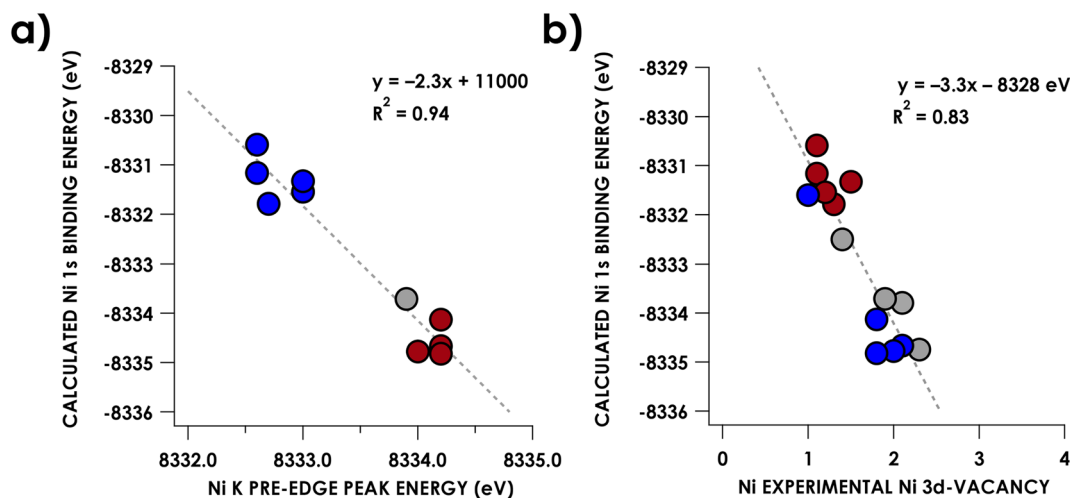 a)
y = –2.3x + 11000
R² = 0.94
CALCULATED Ni 1s BINDING ENERGY (eV)
-8329
-8330
-8331
-8332
-8333
-8334
-8335
-8336
8332.0
8333.0
8334.0
8335.0
Ni K PRE-EDGE PEAK ENERGY (eV)
b)
y = –3.3x – 8328 eV
R² = 0.83
CALCULATED Ni 1s BINDING ENERGY (eV)
-8329
-8330
-8331
-8332
-8333
-8334
-8335
-8336
0
1
2
3
4
Ni EXPERIMENTAL Ni 3d-VACANCY